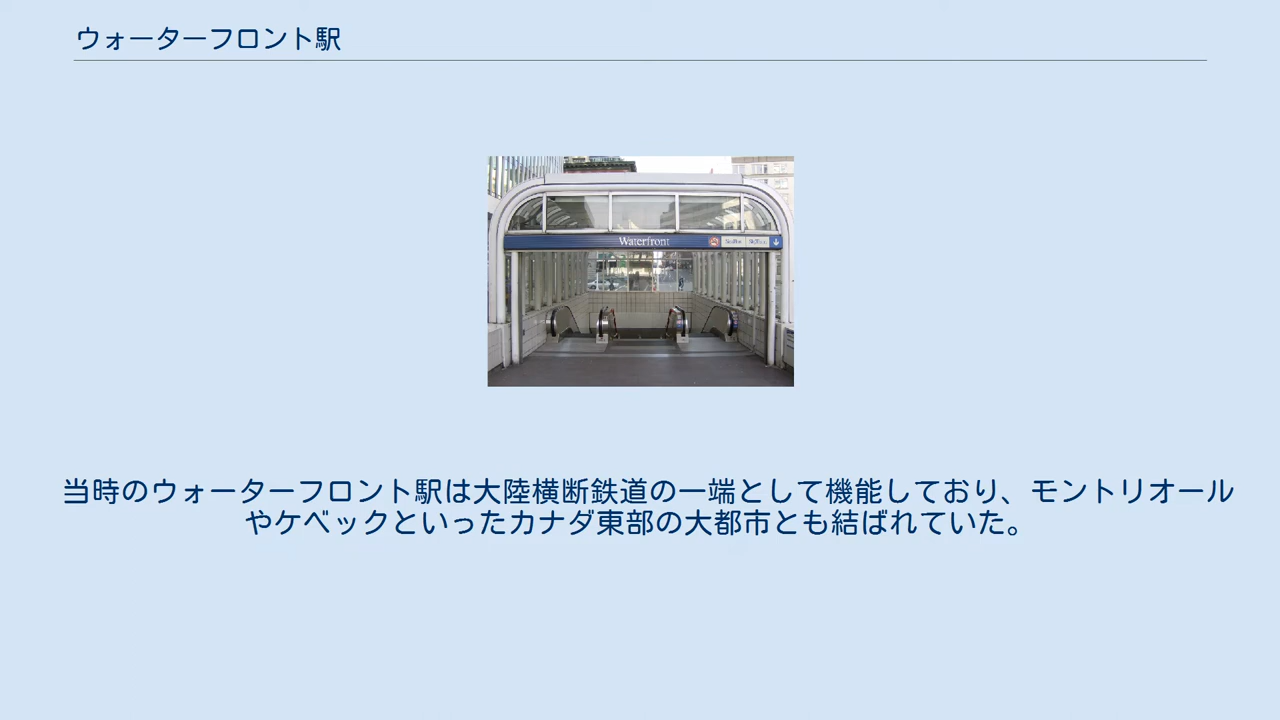 ウォーターフロント駅
Waterfront
当時のウォーターフロント駅は大陸横断鉄道の一端として機能しており、モントリオール
やケベックといったカナダ東部の大都市とも結ばれていた。